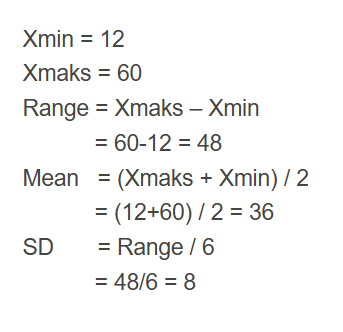 Xmin = 12
Xmaks = 60
Range = Xmaks – Xmin
= 60-12 = 48
Mean = (Xmaks + Xmin) / 2
= (12+60) / 2 = 36
SD = Range / 6
= 48/6 = 8